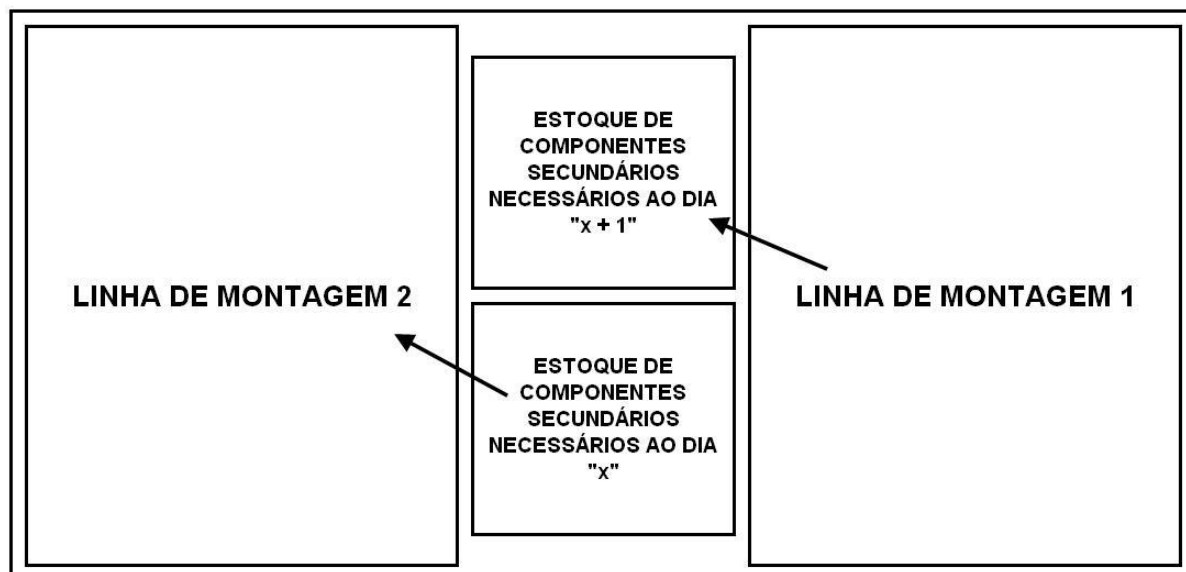 LINHA DE MONTAGEM 2
ESTOQUE DE
COMPONENTES
SECUNDÁRIOS
NECESSÁRIOS AO DIA
"x + 1"
ESTOQUE DE
COMPONENTES
SECUNDÁRIOS
NECESSÁRIOS AO DIA
"x"
LINHA DE MONTAGEM 1